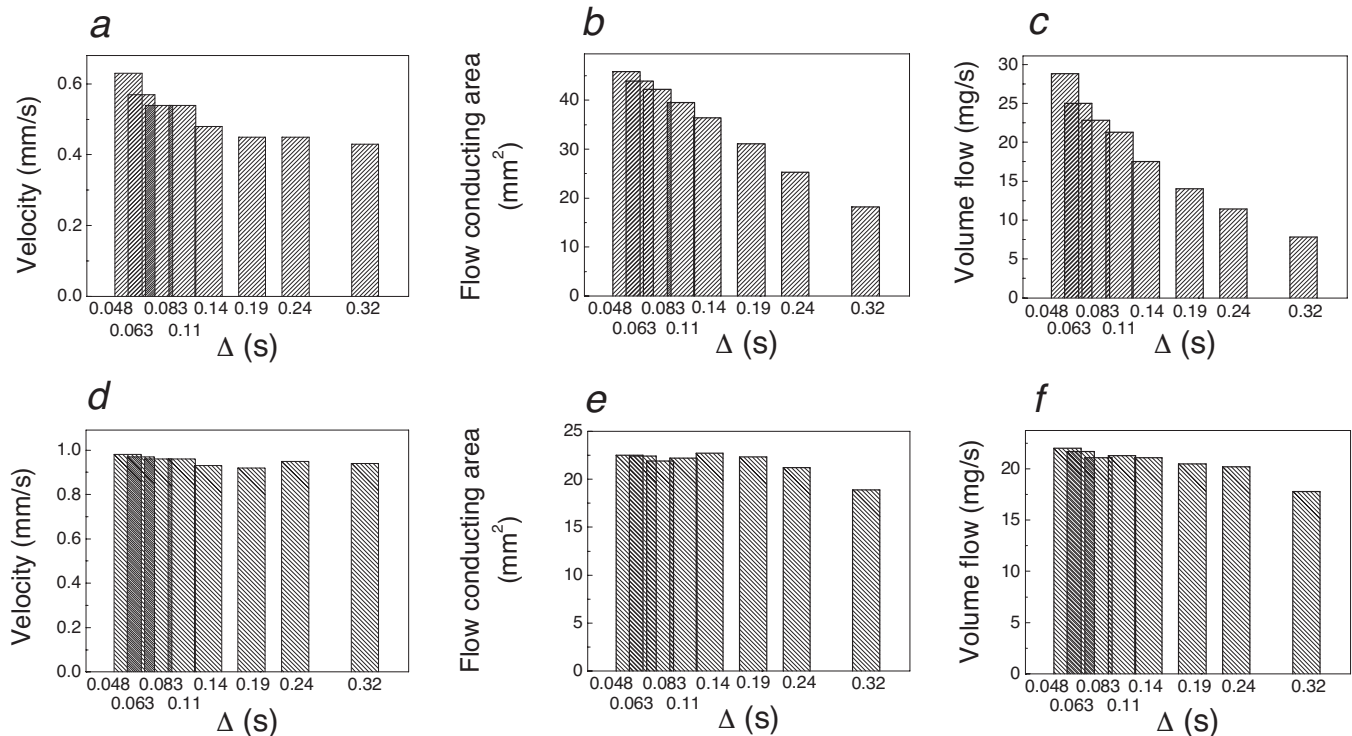 a
Velocity (mm/s)
0.6
0.4
0.2
0.0
0.048 0.083 0.14 0.19 0.24 0.32
0.063 0.11
Δ (s)
b
Flow conducting area
(mm²)
40
30
20
10
0
0.048 0.083 0.14 0.19 0.24 0.32
0.063 0.11
Δ (s)
c
Volume flow (mg/s)
30
25
20
15
10
5
0
0.048 0.083 0.14 0.19 0.24 0.32
0.063 0.11
Δ (s)
d
Velocity (mm/s)
1.0
0.8
0.6
0.4
0.2
0.0
0.048 0.083 0.14 0.19 0.24 0.32
0.063 0.11
Δ (s)
e
Flow conducting area
(mm²)
25
20
15
10
5
0
0.048 0.083 0.14 0.19 0.24 0.32
0.063 0.11
Δ (s)
f
Volume flow (mg/s)
20
15
10
5
0
0.048 0.083 0.14 0.19 0.24 0.32
0.063 0.11
Δ (s)